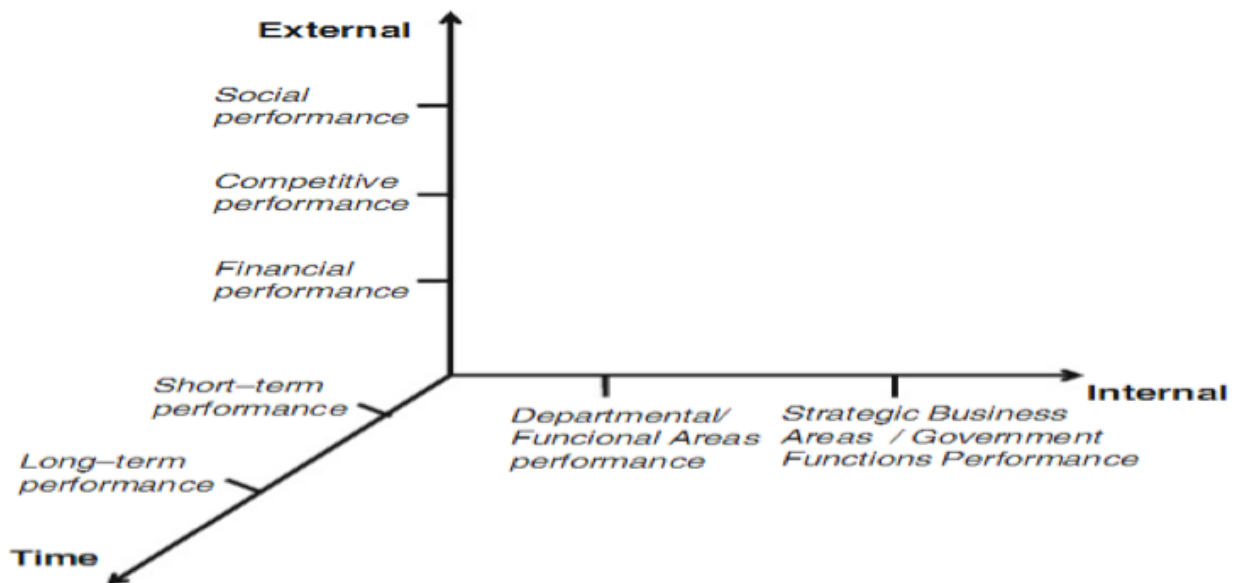 External
Social
performance
Competitive
performance
Financial
performance
Short–term
performance
Long–term
performance
Time
Departmental/
Funcional Areas
performance
Strategic Business
Areas / Government
Functions Performance
Internal